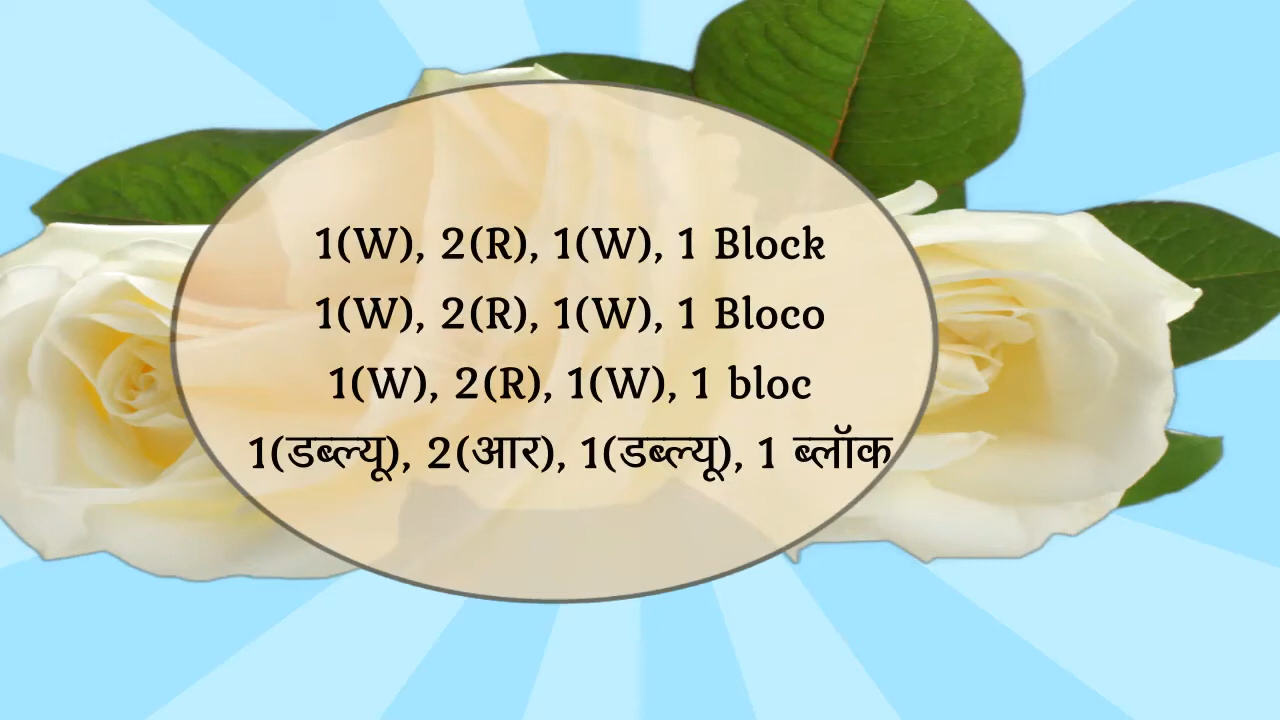 1(W), 2(R), 1(W), 1 Block
1(W), 2(R), 1(W), 1 Bloco
1(W), 2(R), 1(W), 1 bloc
1(डब्ल्यू), 2(आर), 1(डब्ल्यू), 1 ब्लॉक